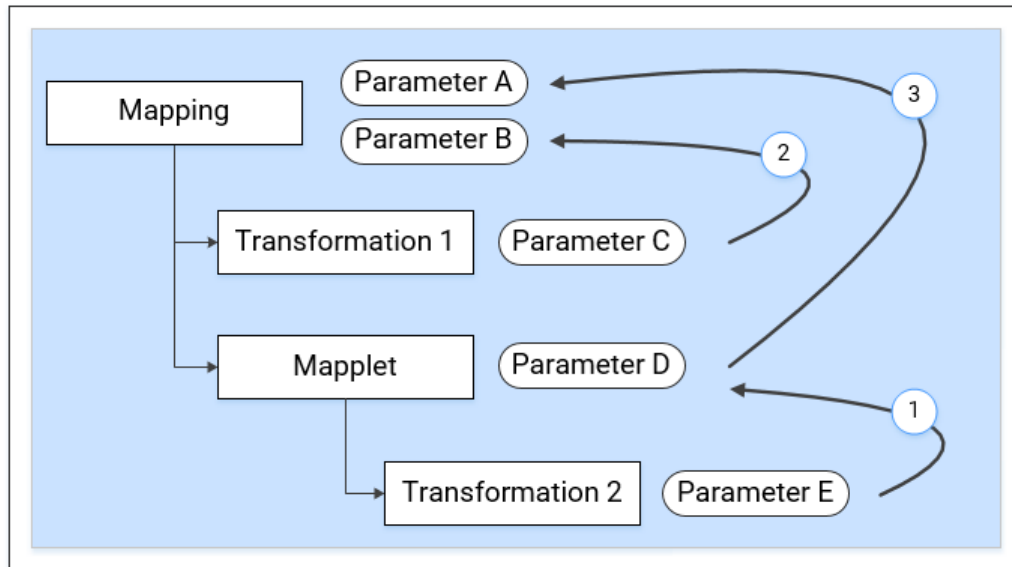 Parameter A
3
Mapping
Parameter B
2
Transformation 1
Parameter C
Mapplet
Parameter D
1
Transformation 2
Parameter E